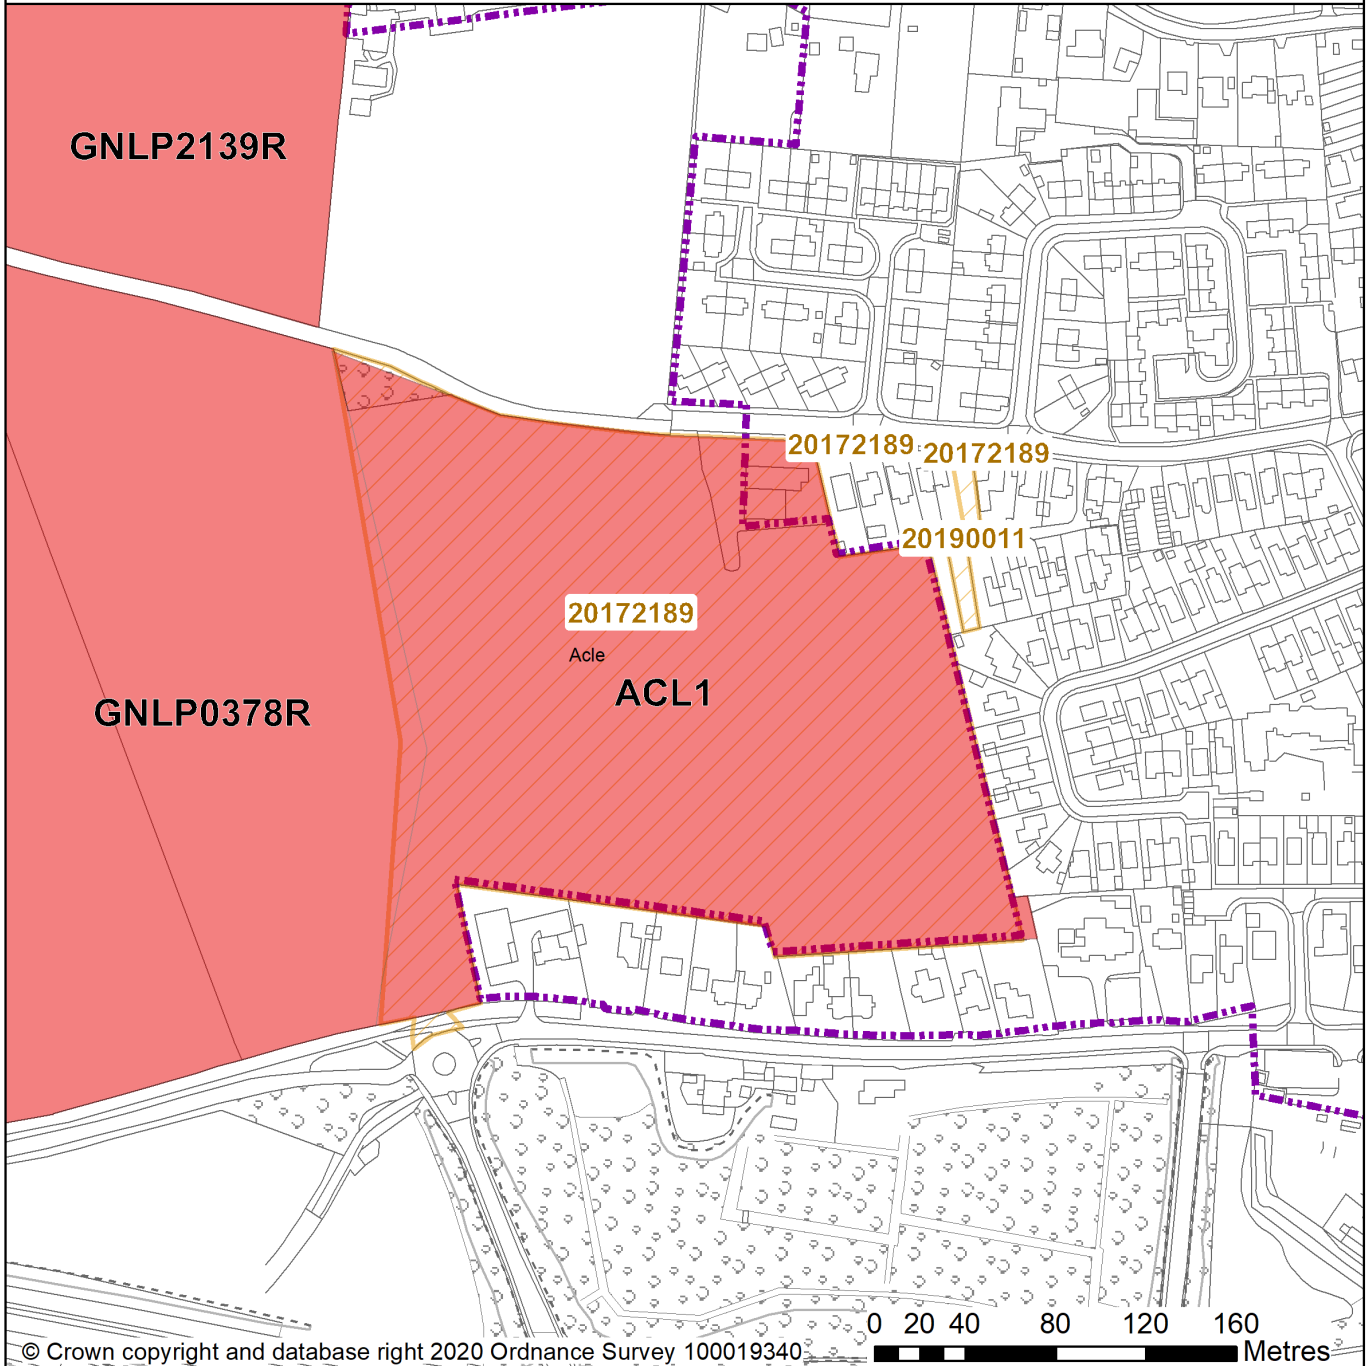 GNLP2139R
20172189
20172189
20190011
20172189
Acle
ACL1
GNLP0378R
0 20 40 80 120 160
Metres
© Crown copyright and database right 2020 Ordnance Survey 100019340